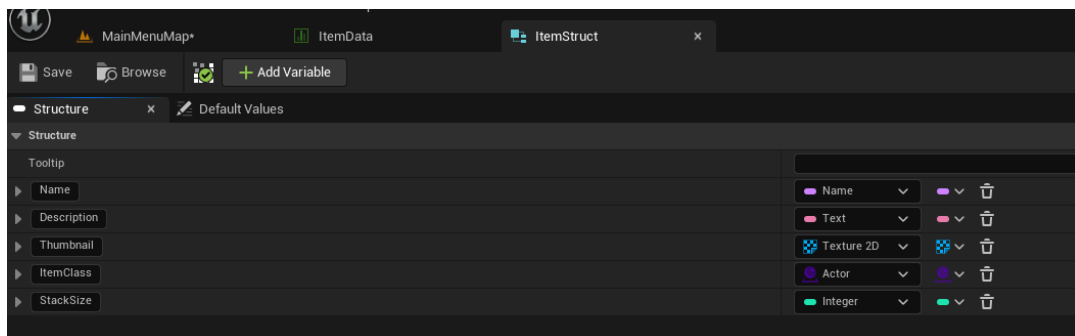 MainMenuMap* ItemData ItemStruct ×
Save Browse + Add Variable
Structure × Default Values
Structure
Tooltip
Name Name
Description Text
Thumbnail Texture 2D
ItemClass Actor
StackSize Integer